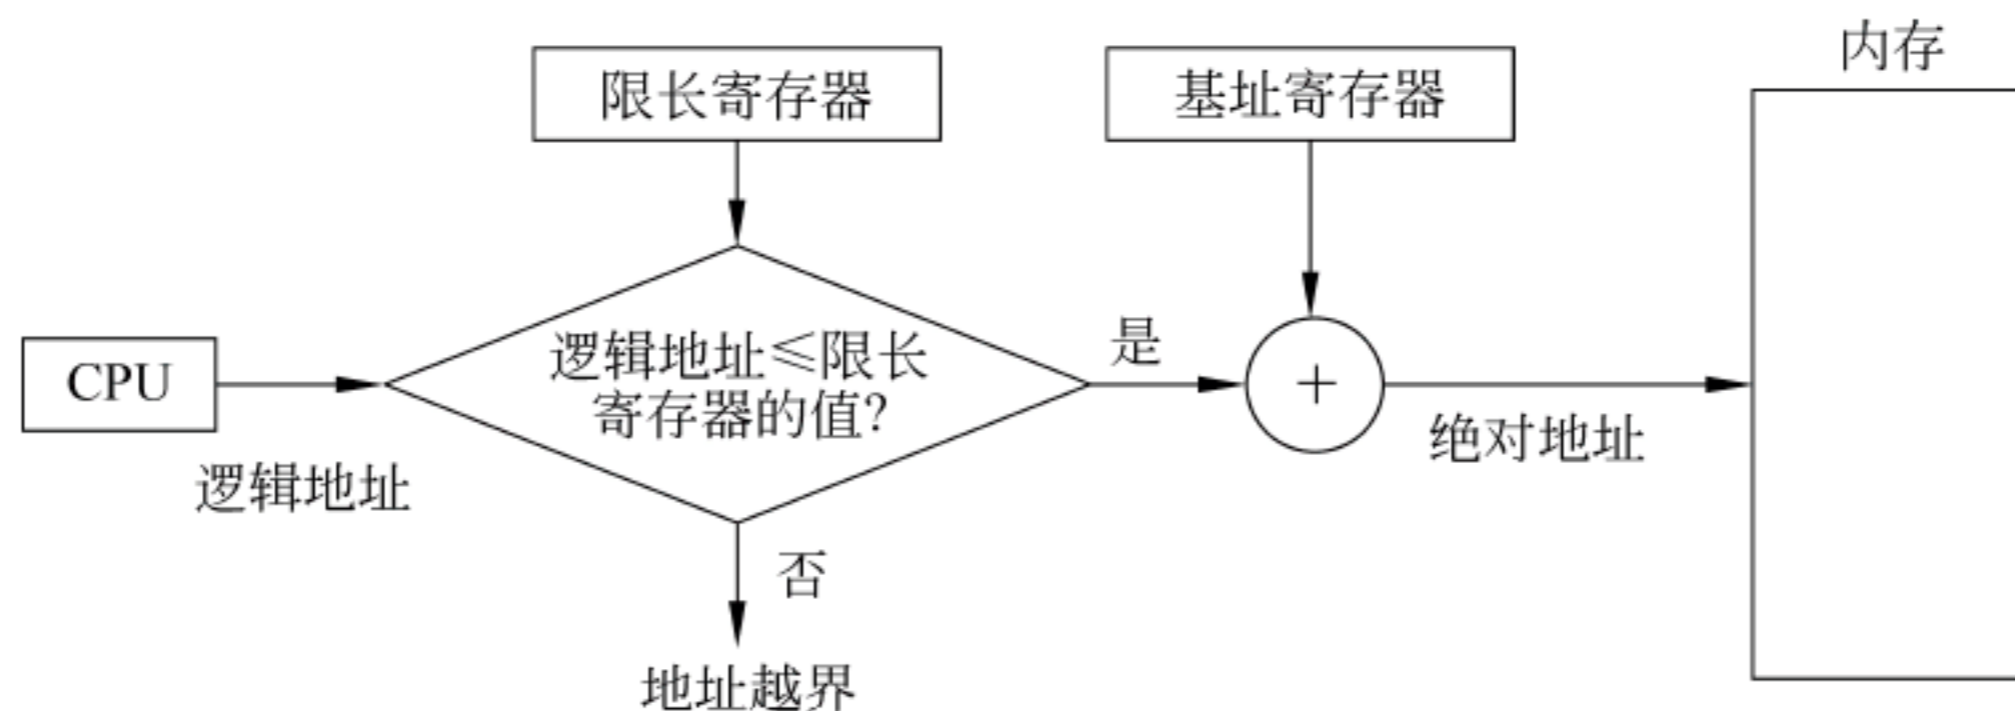 内存
限长寄存器
基址寄存器
CPU
逻辑地址≤限长
寄存器的值?
是
+
逻辑地址
绝对地址
否
地址越界